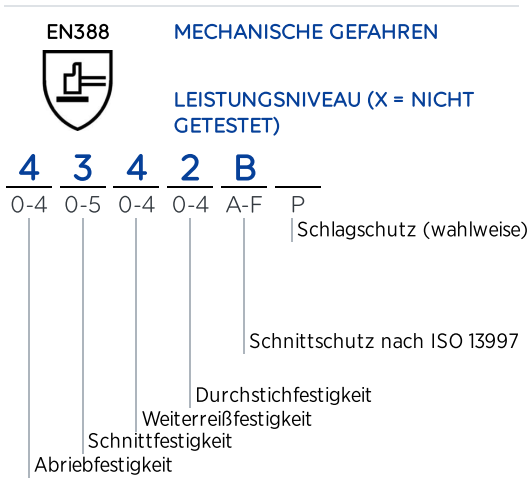 EN388
MECHANISCHE GEFAHREN
LEISTUNGSNIVEAU (X = NICHT
GETESTET)
4 3 4 2 B
0-4 0-5 0-4 0-4 A-F P
Schlagschutz (wahlweise)
Schnittschutz nach ISO 13997
Durchstichfestigkeit
Weiterreißfestigkeit
Schnittfestigkeit
Abriebfestigkeit